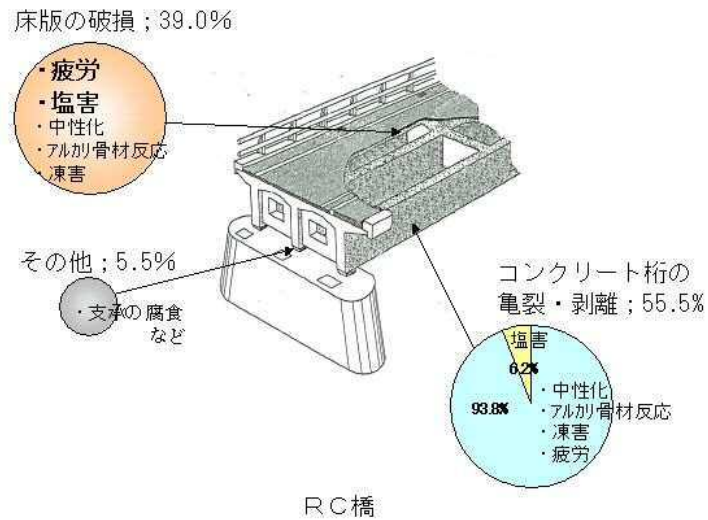 床版の破損；39.0%
・疲労
・塩害
・中性化
・アルカリ骨材反応
・凍害
その他；5.5%
・支承の腐食
など
コンクリート桁の
亀裂・剥離；55.5%
塩害
6.2%
93.8%
・中性化
・アルカリ骨材反応
・凍害
・疲労
ＲＣ橋